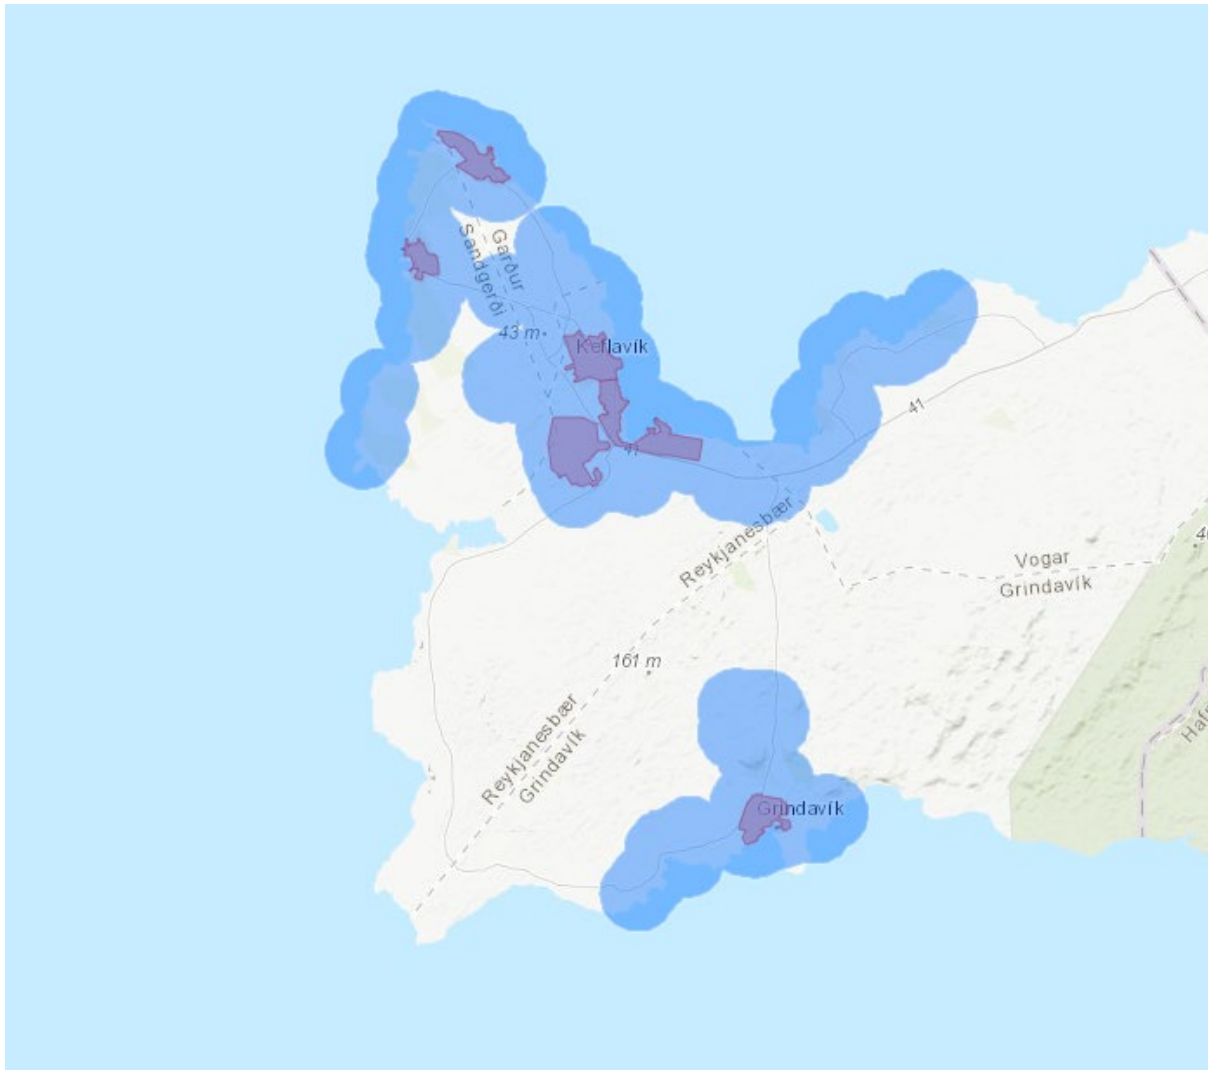 Garður
Sandgerði
43 m
Keflavík
41
41
Reykjanesbær
Vogar
Grindavík
161 m
Reykjanesbær
Grindavík
Grindavík